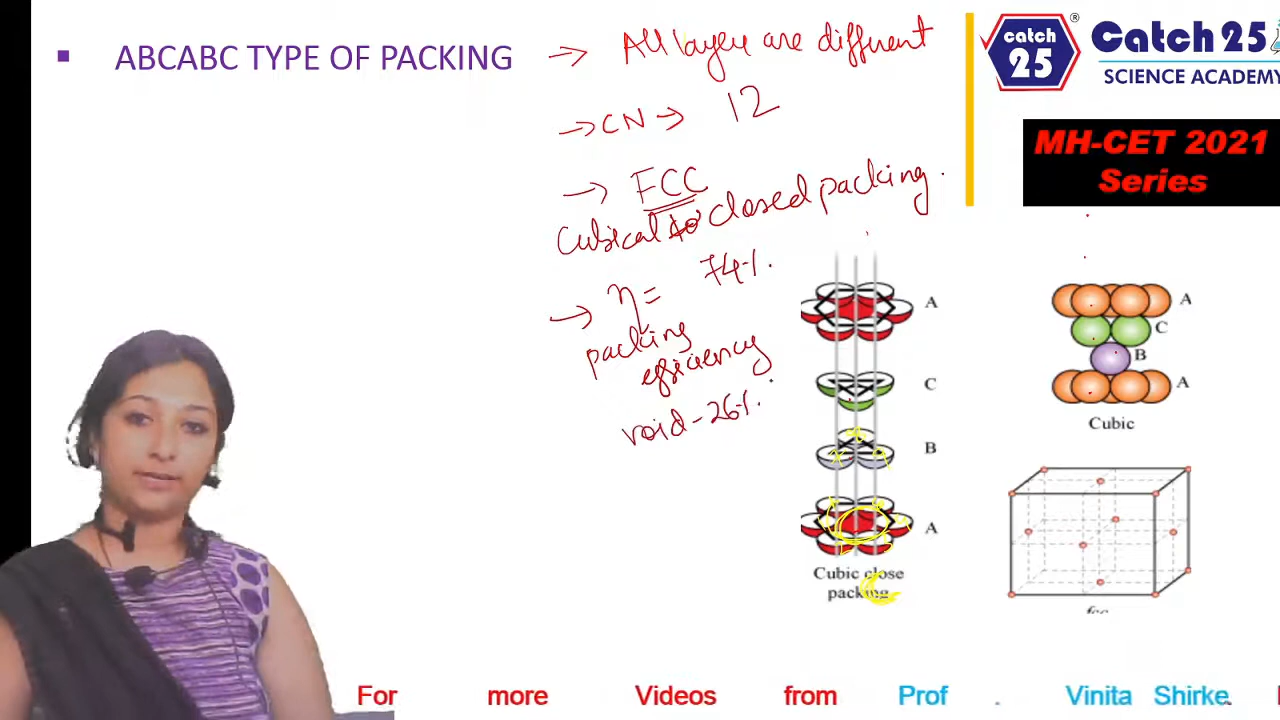 ▪ ABCABC TYPE OF PACKING
→ All layer are different
→ CN → 12
→ FCC
Cubical closed packing.
→ η = 74%.
packing
efficiency
void - 26%.
catch
25
®
Catch 25
SCIENCE ACADEMY
MH-CET 2021
Series
A
C
B
A
Cubic close
packing
A
C
B
A
Cubic
fcc
For more Videos from Prof . Vinita Shirke.